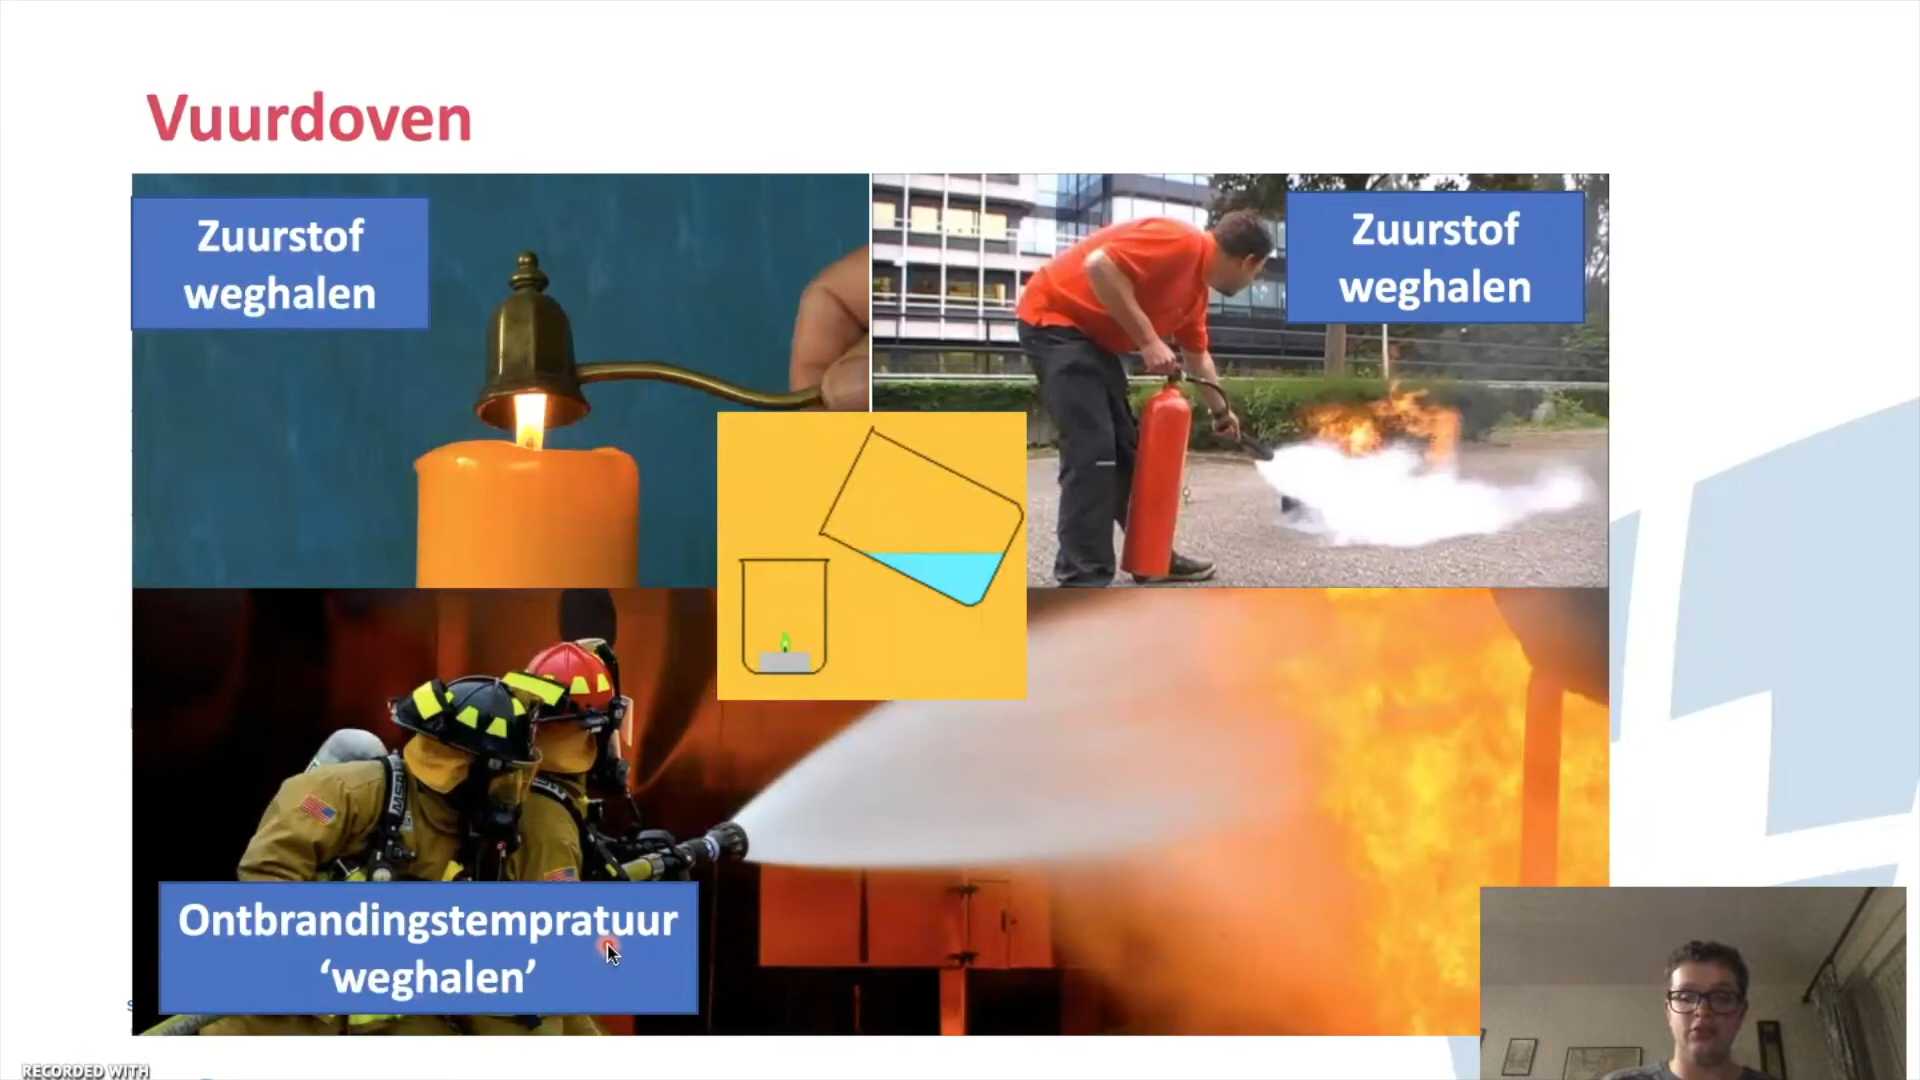 Vuurdoven
Zuurstof
weghalen
Zuurstof
weghalen
Ontbrandingstempratuur
‘weghalen’
RECORDED WITH